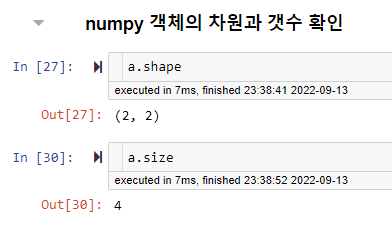 numpy 객체의 차원과 갯수 확인
In [27]: a.shape
executed in 7ms, finished 23:38:41 2022-09-13
Out[27]: (2, 2)
In [30]: a.size
executed in 7ms, finished 23:38:52 2022-09-13
Out[30]: 4